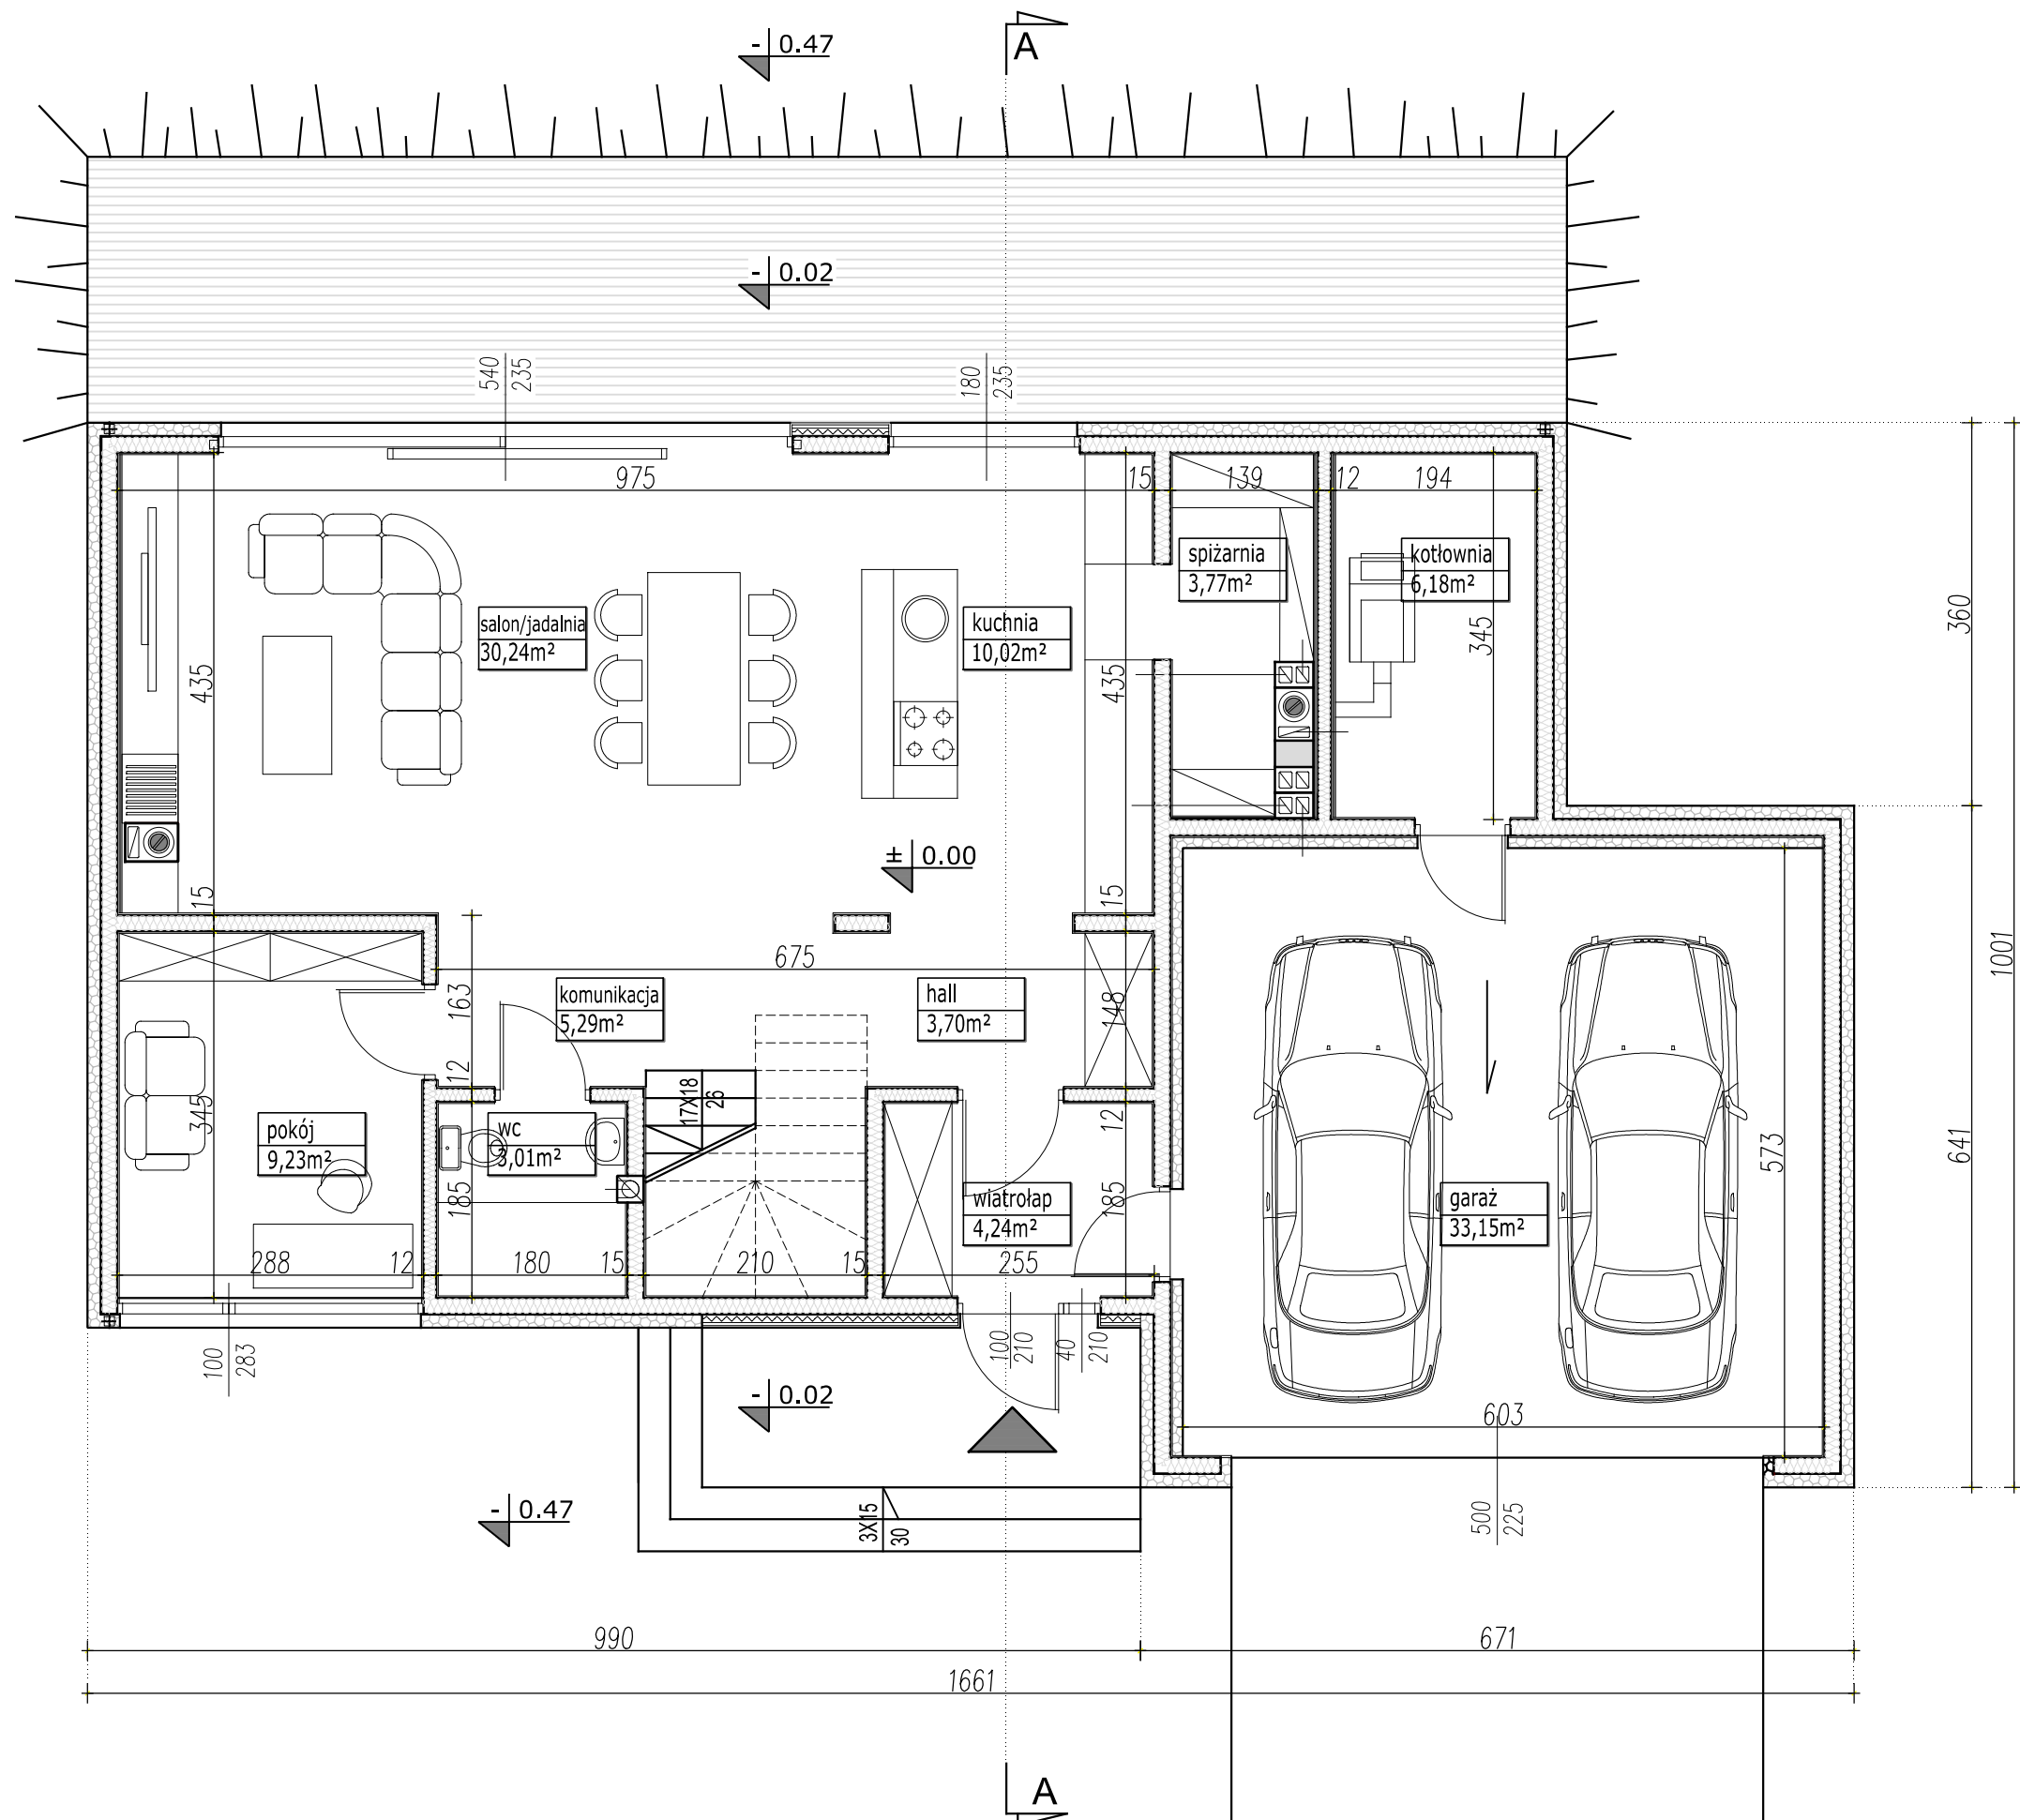 - 0.47
A
- 0.02
540
235
180
235
975
15
139
12
194
spiżarnia
3,77m²
kotłownia
6,18m²
salon/jadalnia
30,24m²
kuchnia
10,02m²
435
435
345
360
± 0.00
15
15
675
1001
komunikacja
5,29m²
hall
3,70m²
163
148
12
17X18
26
12
345
pokój
9,23m²
wc
3,01m²
641
573
185
wiatrołap
4,24m²
185
garaż
33,15m²
288
12
180
15
210
15
255
100
283
100
210
40
210
- 0.02
603
- 0.47
3X15
30
500
225
990
671
1661
A